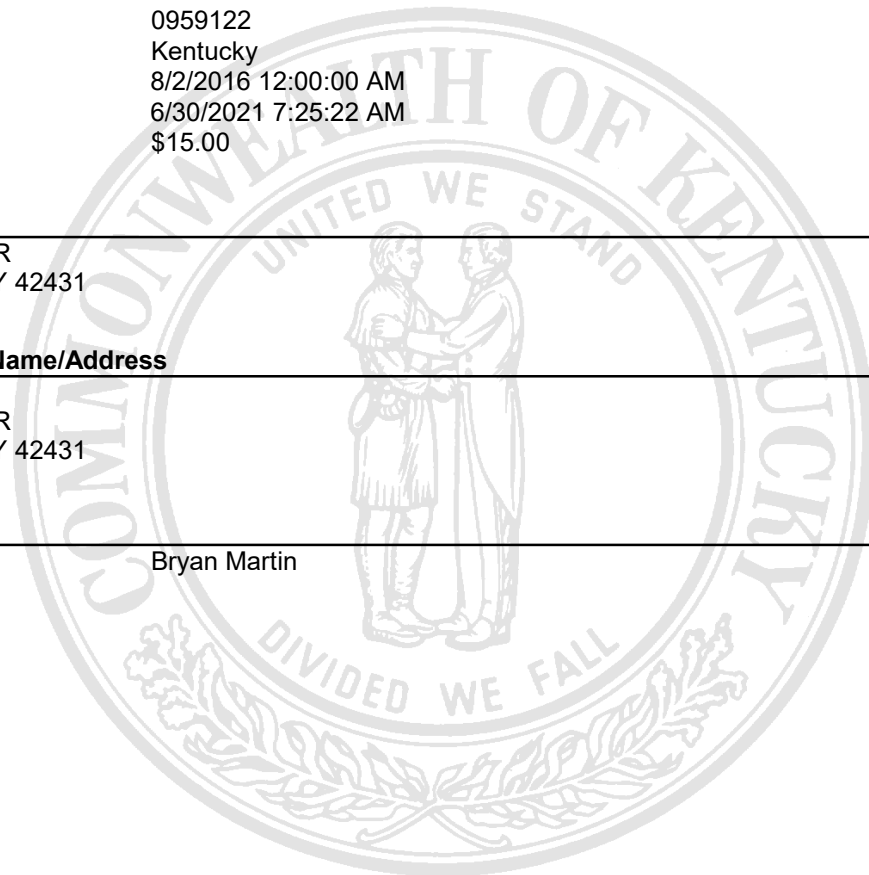 0959122
Kentucky
8/2/2016 12:00:00 AM
6/30/2021 7:25:22 AM
$15.00
COMMONWEALTH OF KENTUCKY
UNITED WE STAND
R
42431
Name/Address
R
42431
Bryan Martin
DIVIDED WE FALL